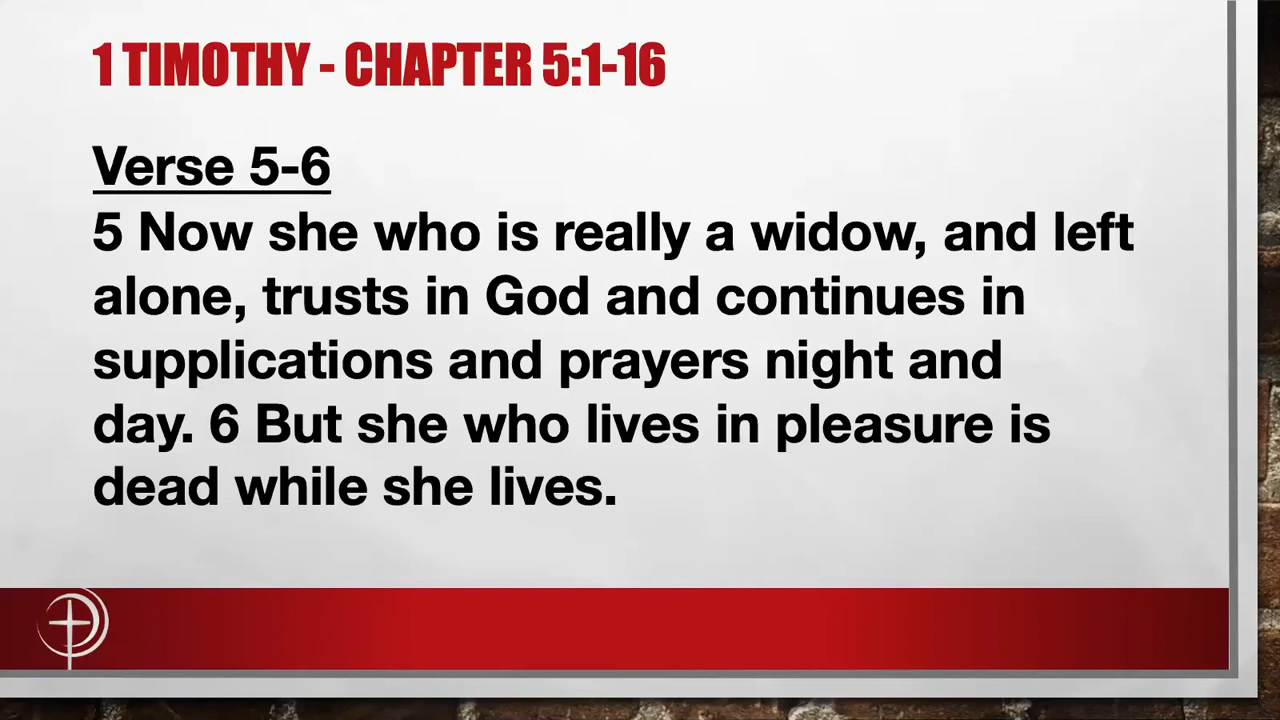 1 TIMOTHY - CHAPTER 5:1-16
Verse 5-6
5 Now she who is really a widow, and left
alone, trusts in God and continues in
supplications and prayers night and
day. 6 But she who lives in pleasure is
dead while she lives.